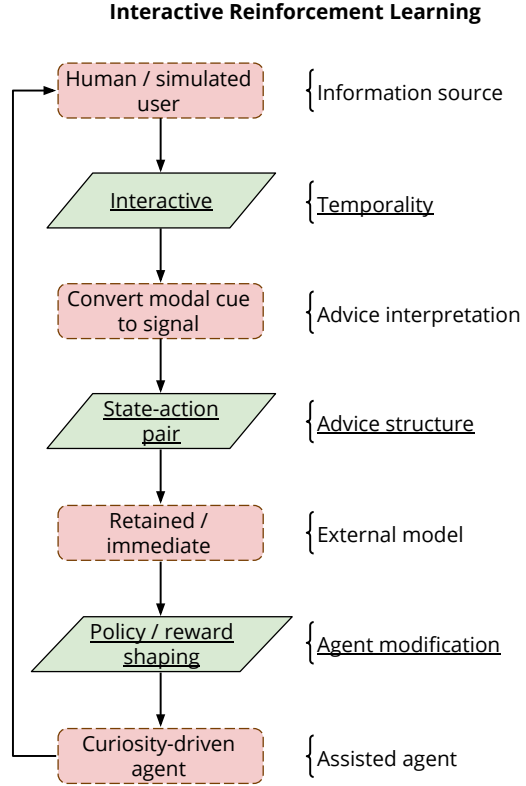 Interactive Reinforcement Learning
Human / simulated
user
Information source
Interactive
Temporality
Convert modal cue
to signal
Advice interpretation
State-action
pair
Advice structure
Retained /
immediate
External model
Policy / reward
shaping
Agent modification
Curiosity-driven
agent
Assisted agent